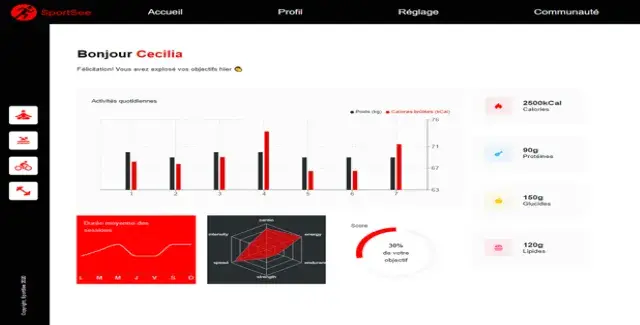 SportSee
Accueil
Profil
Réglage
Communauté
Bonjour Cecilia
Félicitation! Vous avez explosé vos objectifs hier
Activités quotidiennes
Poids (kg)
Calories brûlées (kCal)
76
71
67
63
1 2 3 4 5 6 7
2500kCal
Calories
90g
Protéines
150g
Glucides
120g
Lipides
Durée moyenne des
sessions
L M M J V S D
cardio
energy
endurance
strength
speed
intensity
Score
30%
de votre
objectif
Copyright, SportSee 2020